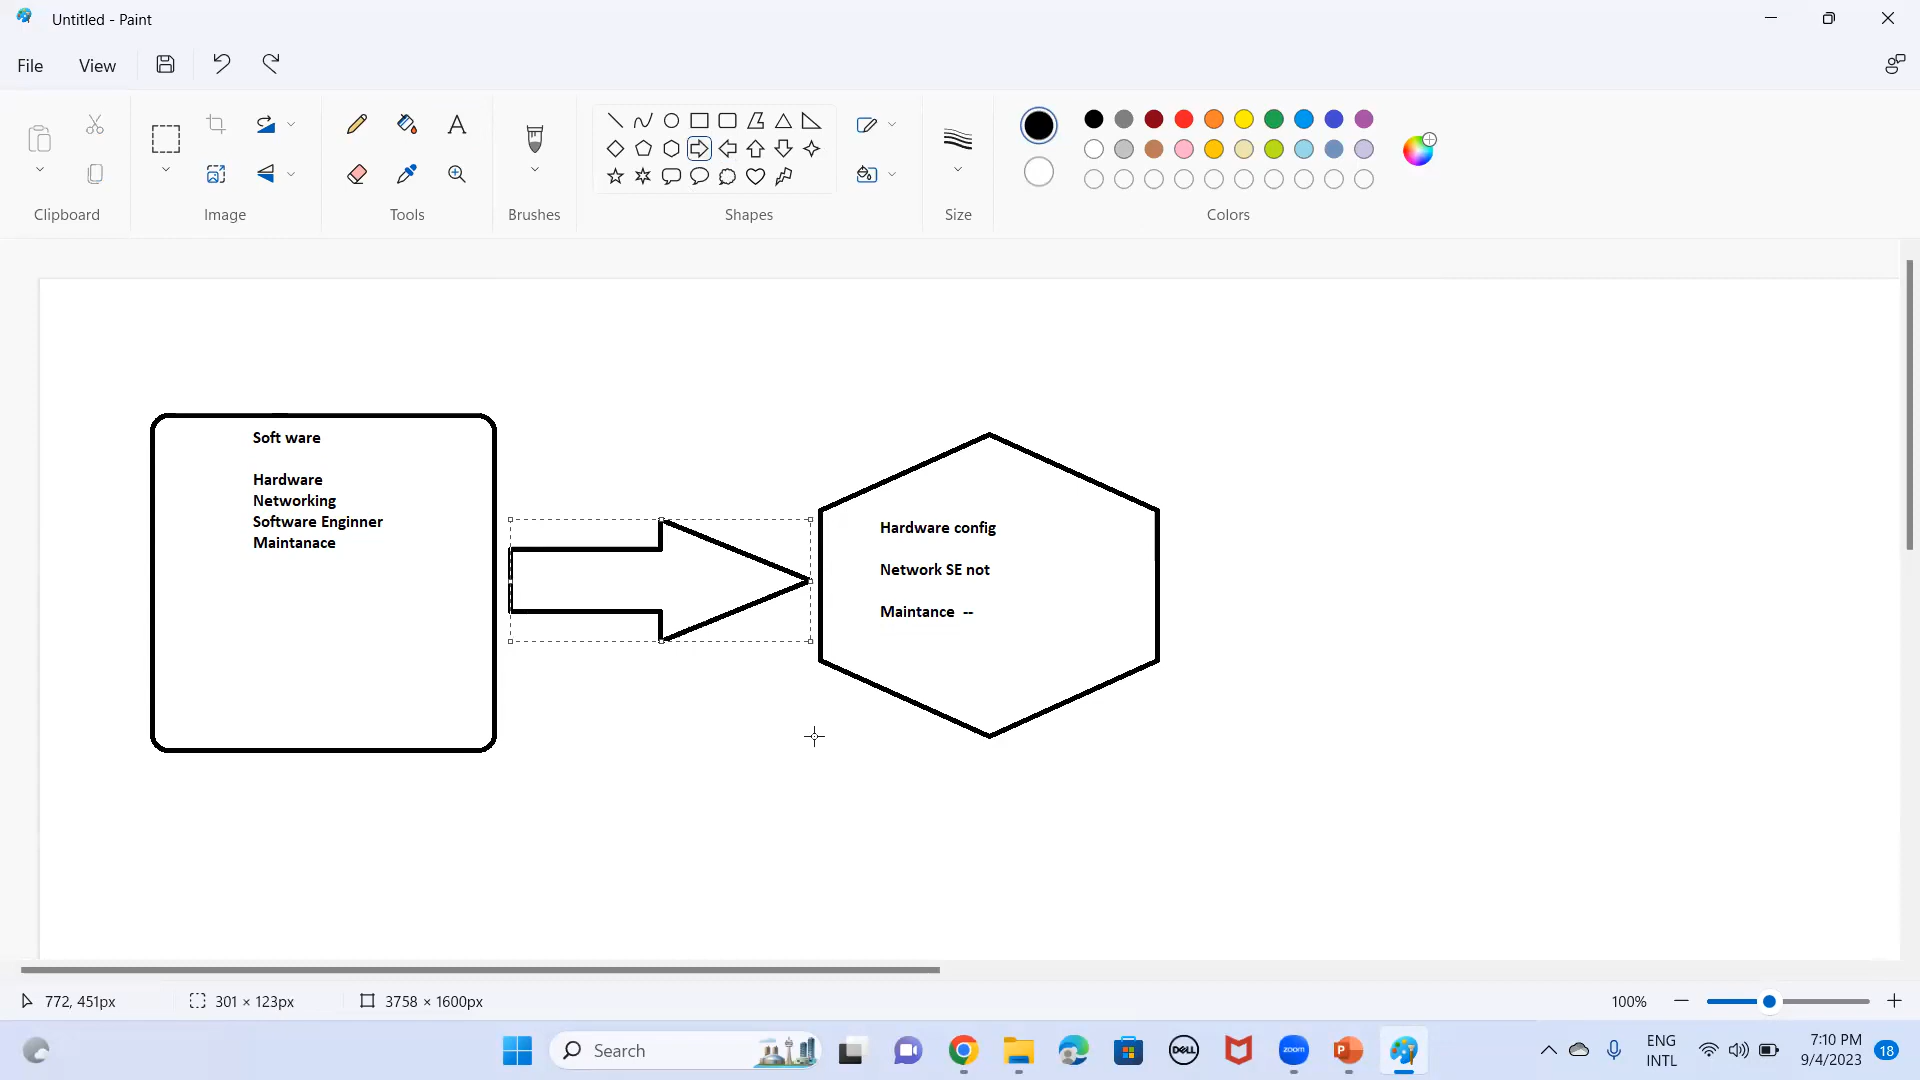 Untitled - Paint
File
View
Clipboard
Image
Tools
Brushes
Shapes
Size
Colors
Soft ware
Hardware
Networking
Software Enginner
Maintanace
Hardware config
Network SE not
Maintance --
772, 451px
301 × 123px
3758 × 1600px
100%
Search
DELL
zoom
ENG
INTL
7:10 PM
9/4/2023
18